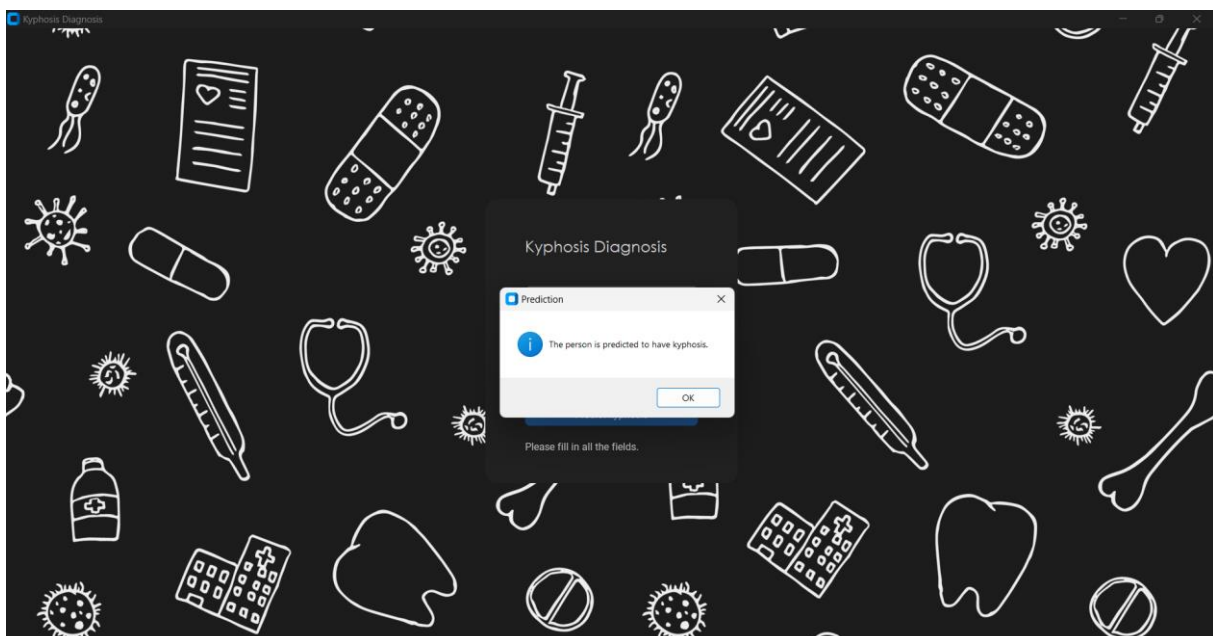 Kyphosis Diagnosis
Kyphosis Diagnosis
Prediction
The person is predicted to have kyphosis.
OK
Please fill in all the fields.